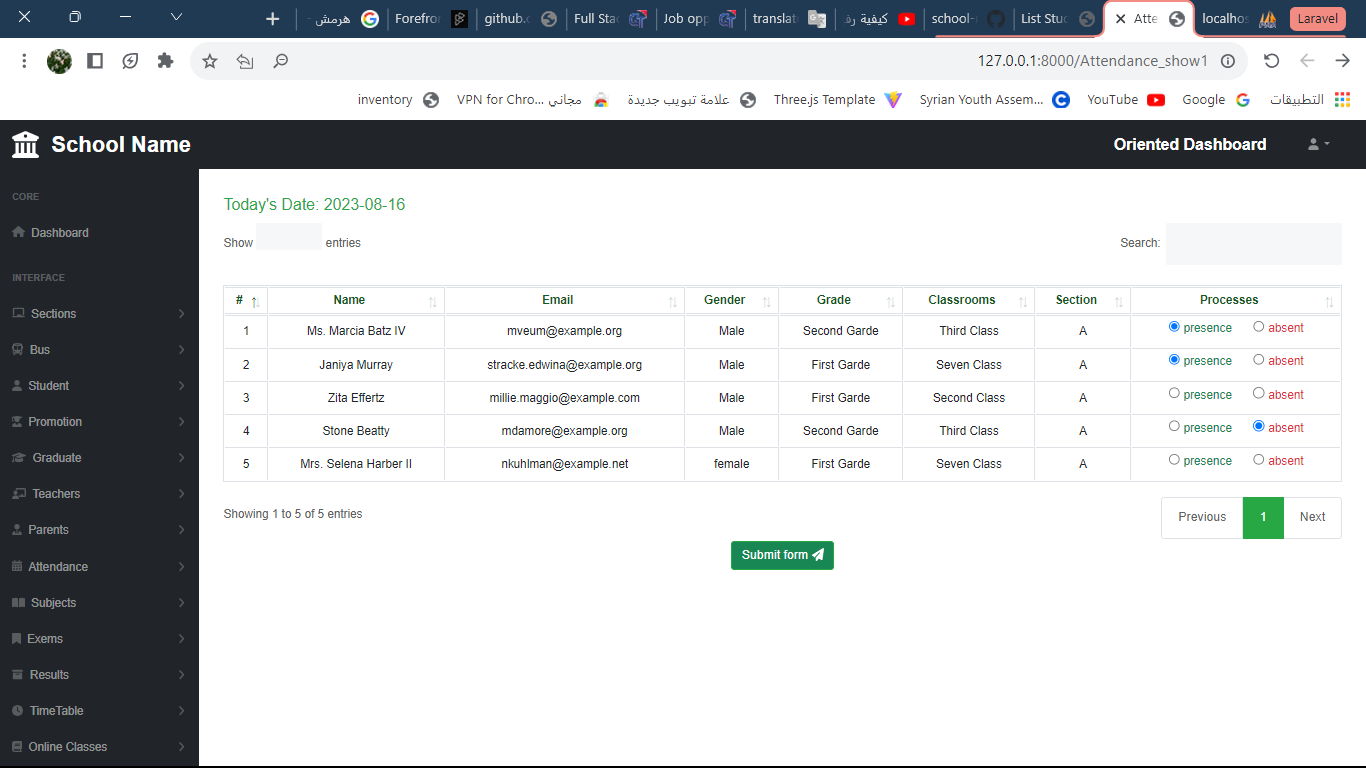 هرمش -
Forefror
github.c
Full Stac
Job opp
translat
كيفية رف
school-
List Stuc
Atte
localhos
Laravel
127.0.0.1:8000/Attendance_show1
inventory
VPN for Chro... مجاني
علامة تبويب جديدة
Three.js Template
Syrian Youth Assem...
YouTube
Google
التطبيقات
School Name
Oriented Dashboard
CORE
Dashboard
INTERFACE
Sections
Bus
Student
Promotion
Graduate
Teachers
Parents
Attendance
Subjects
Exems
Results
TimeTable
Online Classes
Today's Date: 2023-08-16
Show entries
Search:
# Name Email Gender Grade Classrooms Section Processes
1 Ms. Marcia Batz IV mveum@example.org Male Second Garde Third Class A presence absent
2 Janiya Murray stracke.edwina@example.org Male First Garde Seven Class A presence absent
3 Zita Effertz millie.maggio@example.com Male First Garde Second Class A presence absent
4 Stone Beatty mdamore@example.org Male Second Garde Third Class A presence absent
5 Mrs. Selena Harber II nkuhlman@example.net female First Garde Seven Class A presence absent
Showing 1 to 5 of 5 entries
Previous 1 Next
Submit form